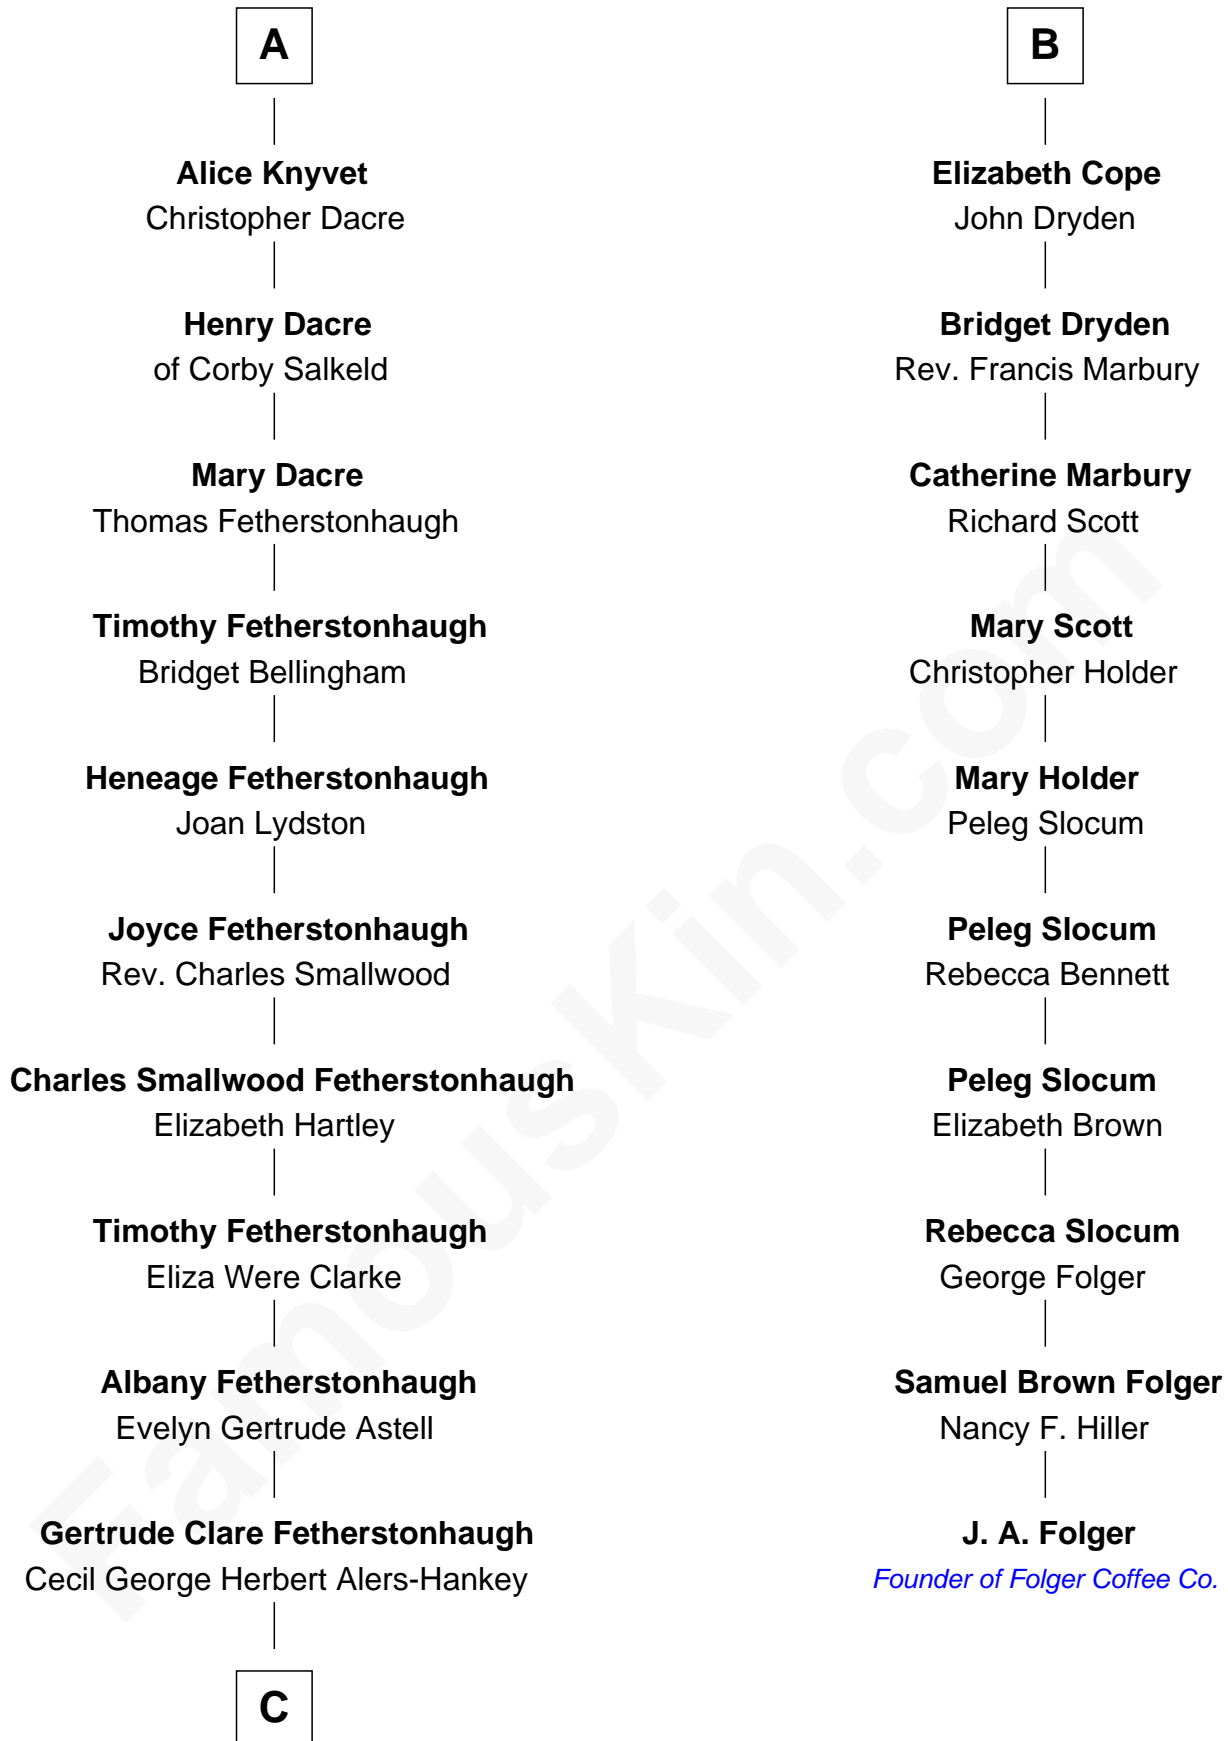 A
Alice Knyvet
Christopher Dacre
Henry Dacre
of Corby Salkeld
Mary Dacre
Thomas Fetherstonhaugh
Timothy Fetherstonhaugh
Bridget Bellingham
Heneage Fetherstonhaugh
Joan Lydston
Joyce Fetherstonhaugh
Rev. Charles Smallwood
Charles Smallwood Fetherstonhaugh
Elizabeth Hartley
Timothy Fetherstonhaugh
Eliza Were Clarke
Albany Fetherstonhaugh
Evelyn Gertrude Astell
Gertrude Clare Fetherstonhaugh
Cecil George Herbert Alers-Hankey
C
B
Elizabeth Cope
John Dryden
Bridget Dryden
Rev. Francis Marbury
Catherine Marbury
Richard Scott
Mary Scott
Christopher Holder
Mary Holder
Peleg Slocum
Peleg Slocum
Rebecca Bennett
Peleg Slocum
Elizabeth Brown
Rebecca Slocum
George Folger
Samuel Brown Folger
Nancy F. Hiller
J. A. Folger
Founder of Folger Coffee Co.
FamousKin.com